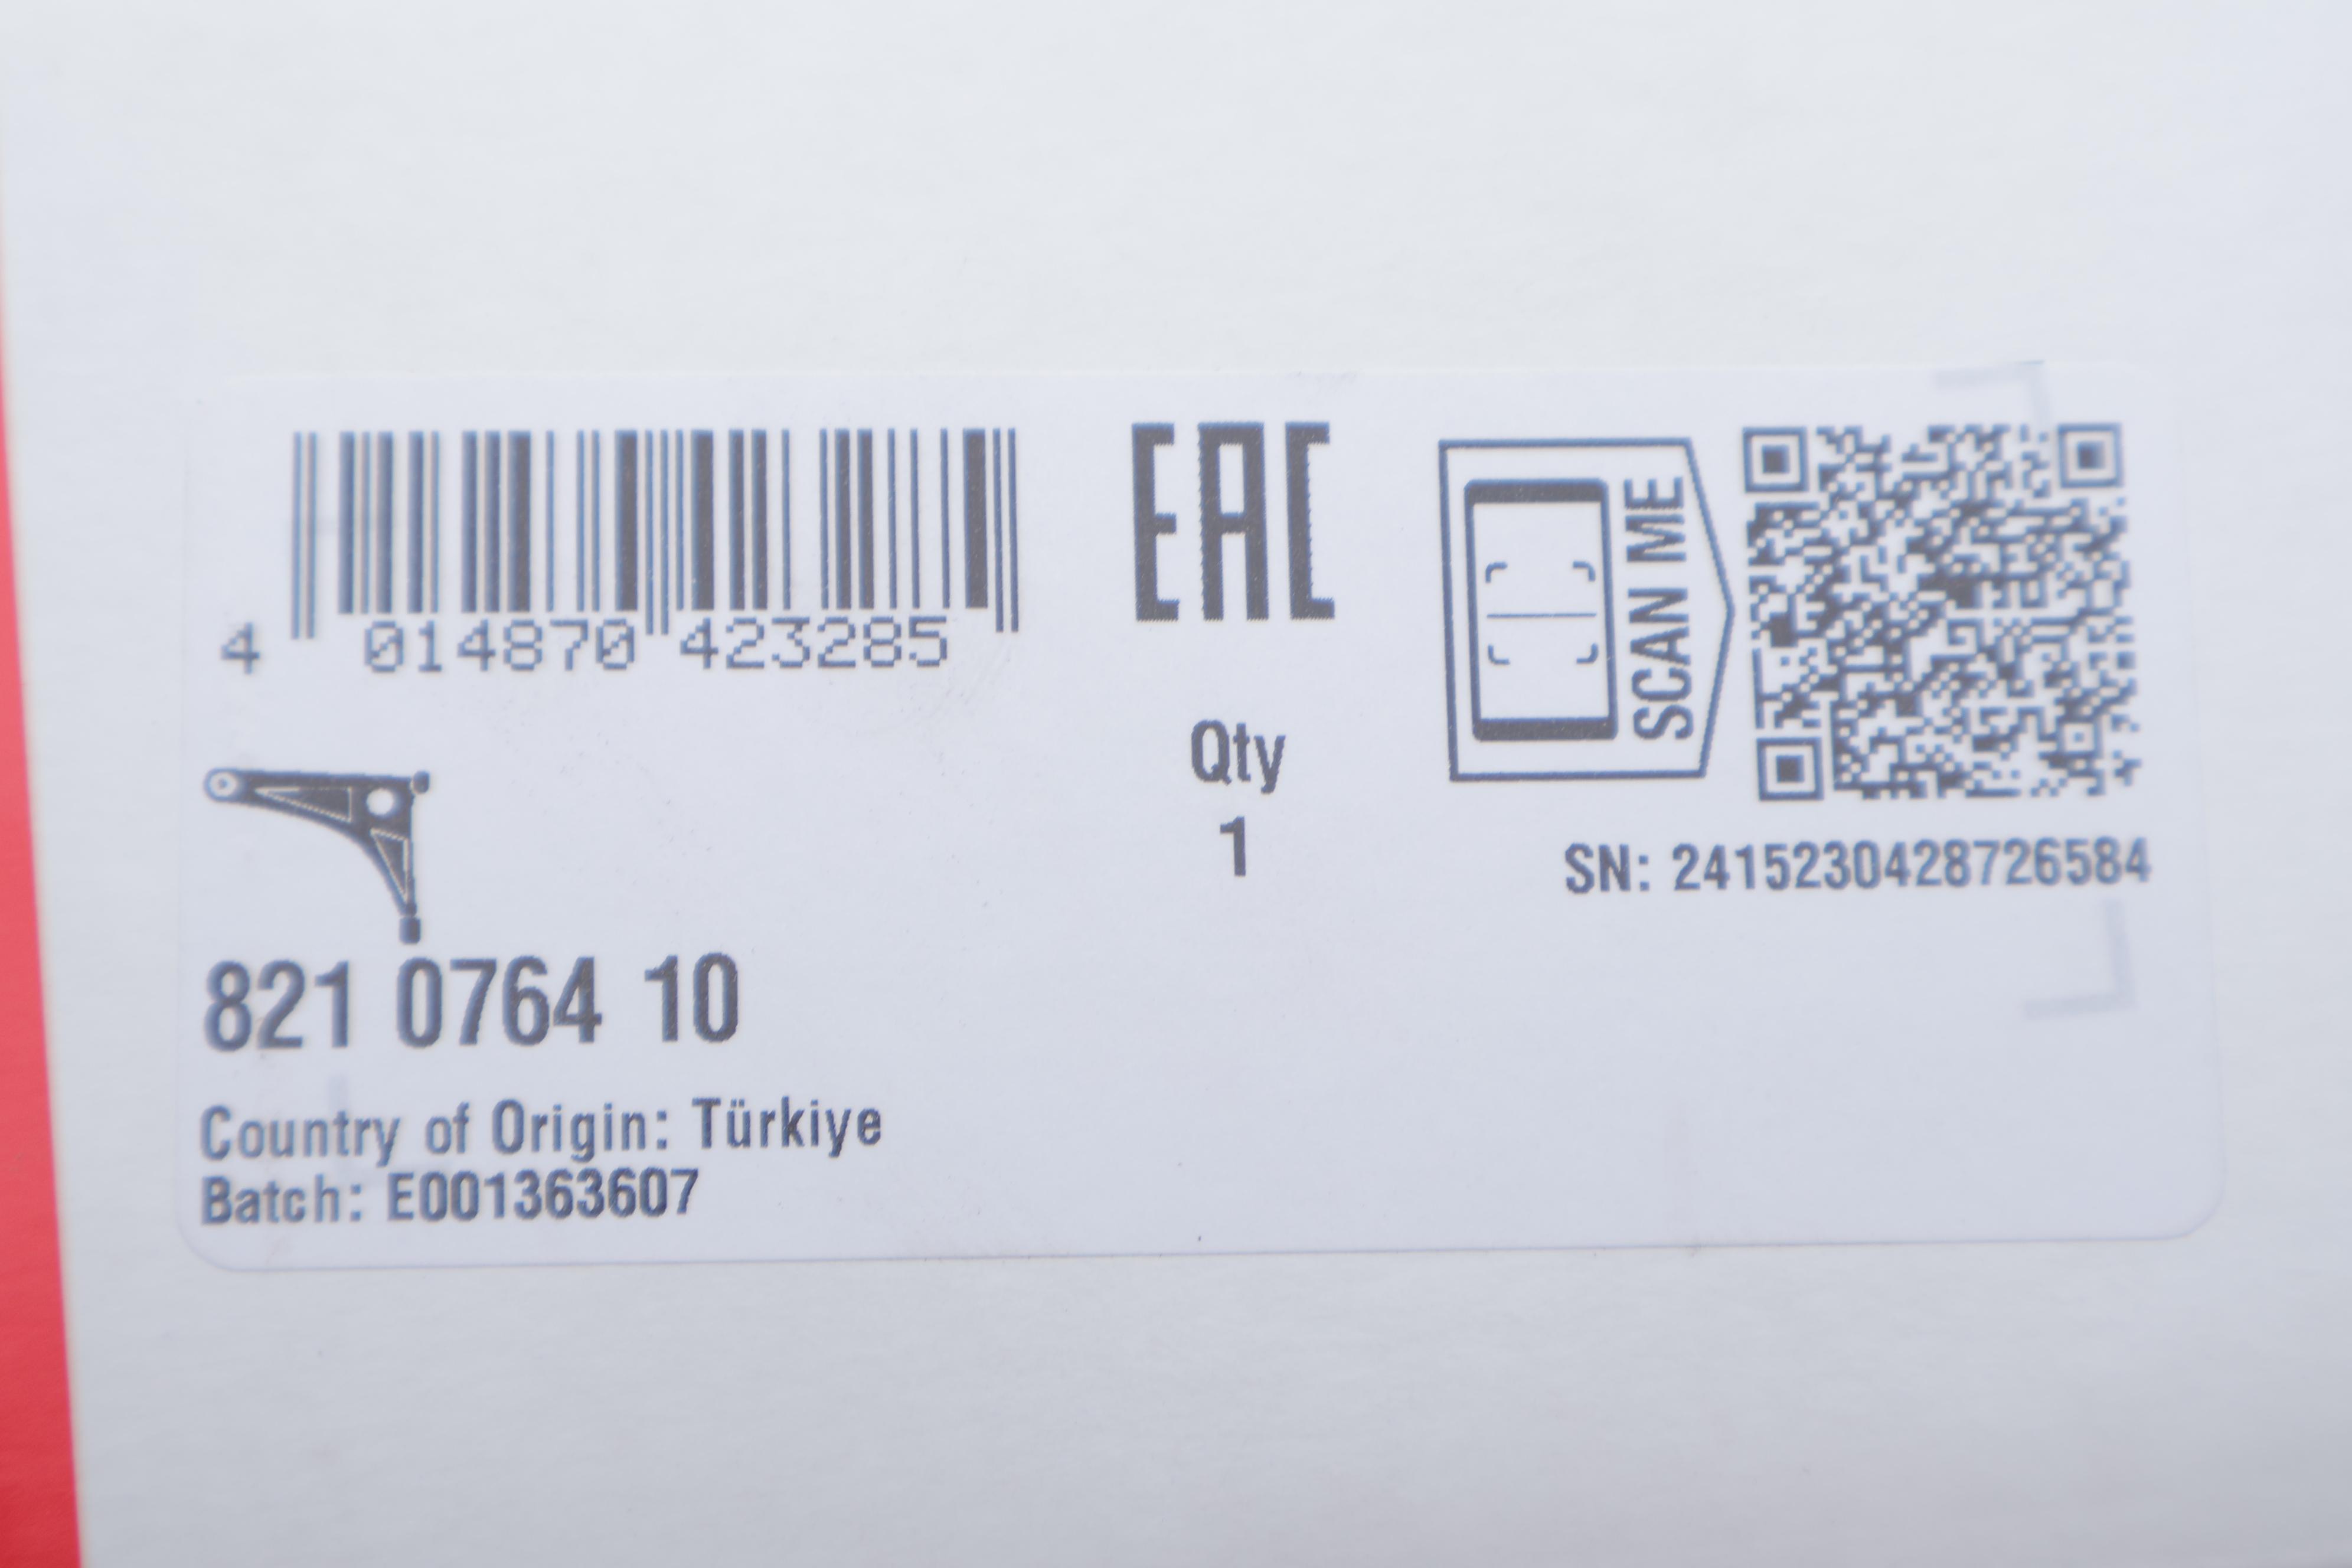 4 014870 423285
EAC
SCAN ME
Qty
1
SN: 2415230428726584
821 0764 10
Country of Origin: Türkiye
Batch: E001363607